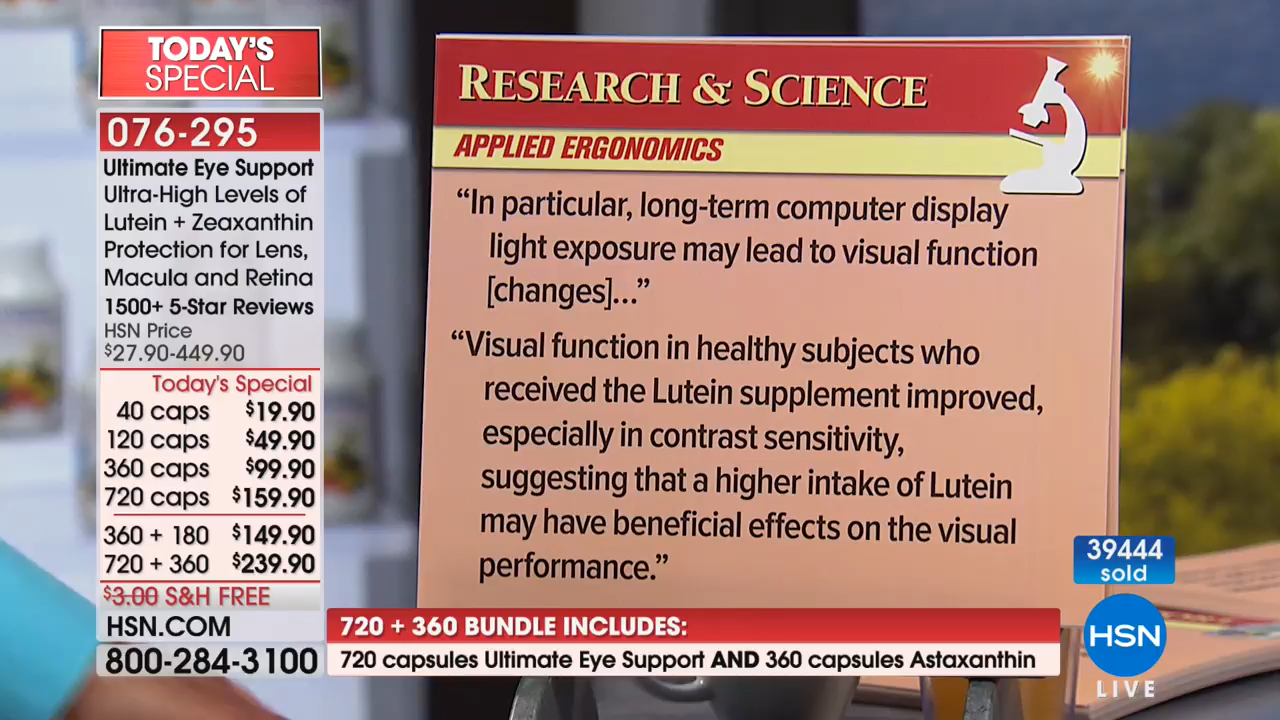 TODAY'S
SPECIAL
076-295
Ultimate Eye Support
Ultra-High Levels of
Lutein + Zeaxanthin
Protection for Lens,
Macula and Retina
1500+ 5-Star Reviews
HSN Price
$27.90-449.90
Today's Special
40 caps $19.90
120 caps $49.90
360 caps $99.90
720 caps $159.90
360 + 180 $149.90
720 + 360 $239.90
$3.00 S&H FREE
HSN.COM
800-284-3100
RESEARCH & SCIENCE
APPLIED ERGONOMICS
“In particular, long-term computer display
light exposure may lead to visual function
[changes]...”
“Visual function in healthy subjects who
received the Lutein supplement improved,
especially in contrast sensitivity,
suggesting that a higher intake of Lutein
may have beneficial effects on the visual
performance.”
39444
sold
HSN
LIVE
720 + 360 BUNDLE INCLUDES:
720 capsules Ultimate Eye Support AND 360 capsules Astaxanthin